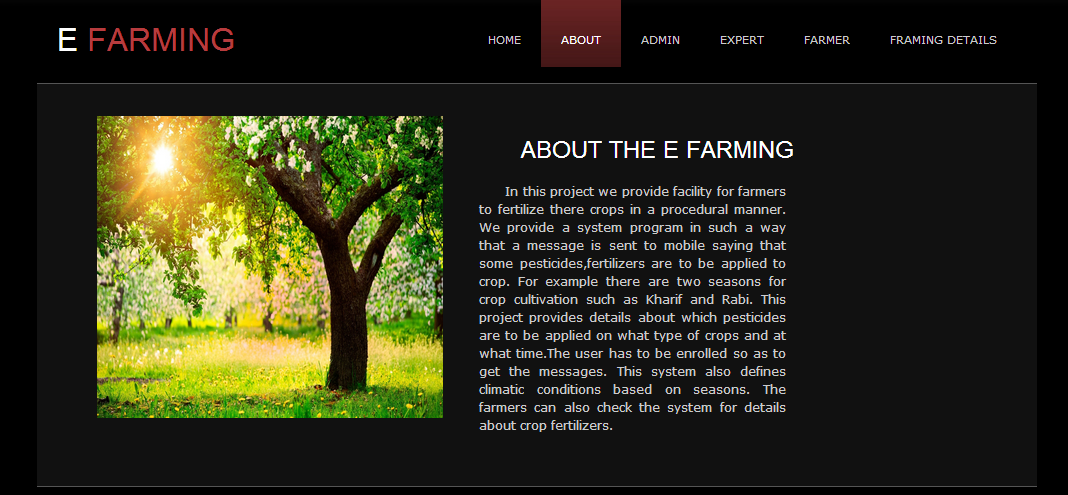 E FARMING
HOME ABOUT ADMIN EXPERT FARMER FRAMING DETAILS
ABOUT THE E FARMING
In this project we provide facility for farmers
to fertilize there crops in a procedural manner.
We provide a system program in such a way
that a message is sent to mobile saying that
some pesticides,fertilizers are to be applied to
crop. For example there are two seasons for
crop cultivation such as Kharif and Rabi. This
project provides details about which pesticides
are to be applied on what type of crops and at
what time.The user has to be enrolled so as to
get the messages. This system also defines
climatic conditions based on seasons. The
farmers can also check the system for details
about crop fertilizers.